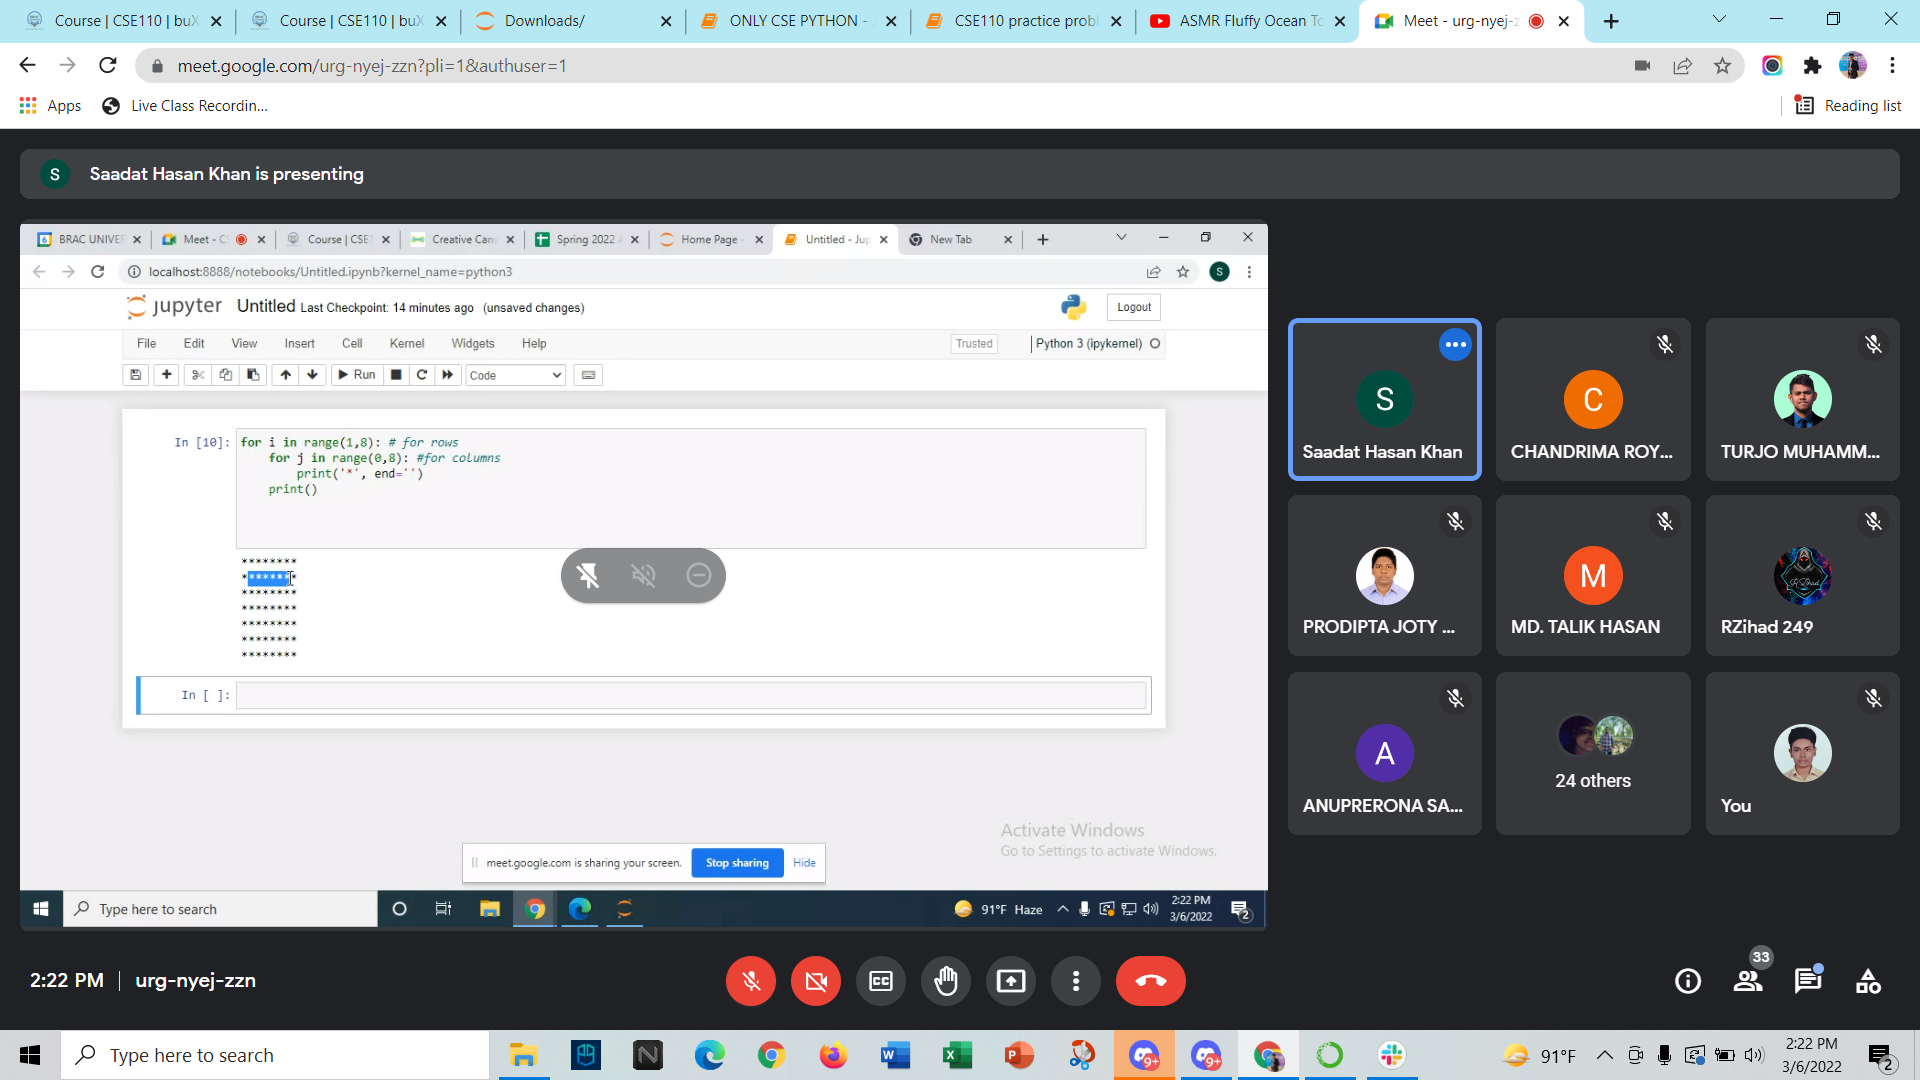 Course | CSE110 | buX
Course | CSE110 | buX
Downloads/
ONLY CSE PYTHON -
CSE110 practice prob
ASMR Fluffy Ocean To
Meet - urg-nyej-z
meet.google.com/urg-nyej-zzn?pli=1&authuser=1
Apps
Live Class Recordin...
Reading list
S
Saadat Hasan Khan is presenting
BRAC UNIVER
Meet - C
Course | CSE
Creative Can
Spring 2022
Home Page -
Untitled - Jup
New Tab
localhost:8888/notebooks/Untitled.ipynb?kernel_name=python3
S
jupyter Untitled Last Checkpoint: 14 minutes ago (unsaved changes)
Logout
File Edit View Insert Cell Kernel Widgets Help
Trusted
Python 3 (ipykernel)
Run
Code
In [10]: for i in range(1,8): # for rows
    for j in range(0,8): #for columns
        print('*', end='')
    print()
********
********
********
********
********
********
********
In [ ]:
Activate Windows
Go to Settings to activate Windows.
meet.google.com is sharing your screen.
Stop sharing
Hide
Type here to search
91°F Haze
2:22 PM
3/6/2022
2
S
Saadat Hasan Khan
C
CHANDRIMA ROY...
TURJO MUHAMM...
PRODIPTA JOTY ...
M
MD. TALIK HASAN
RZihad 249
A
ANUPRERONA SA...
24 others
You
2:22 PM | urg-nyej-zzn
33
Type here to search
9+
9+
91°F
2:22 PM
3/6/2022
2